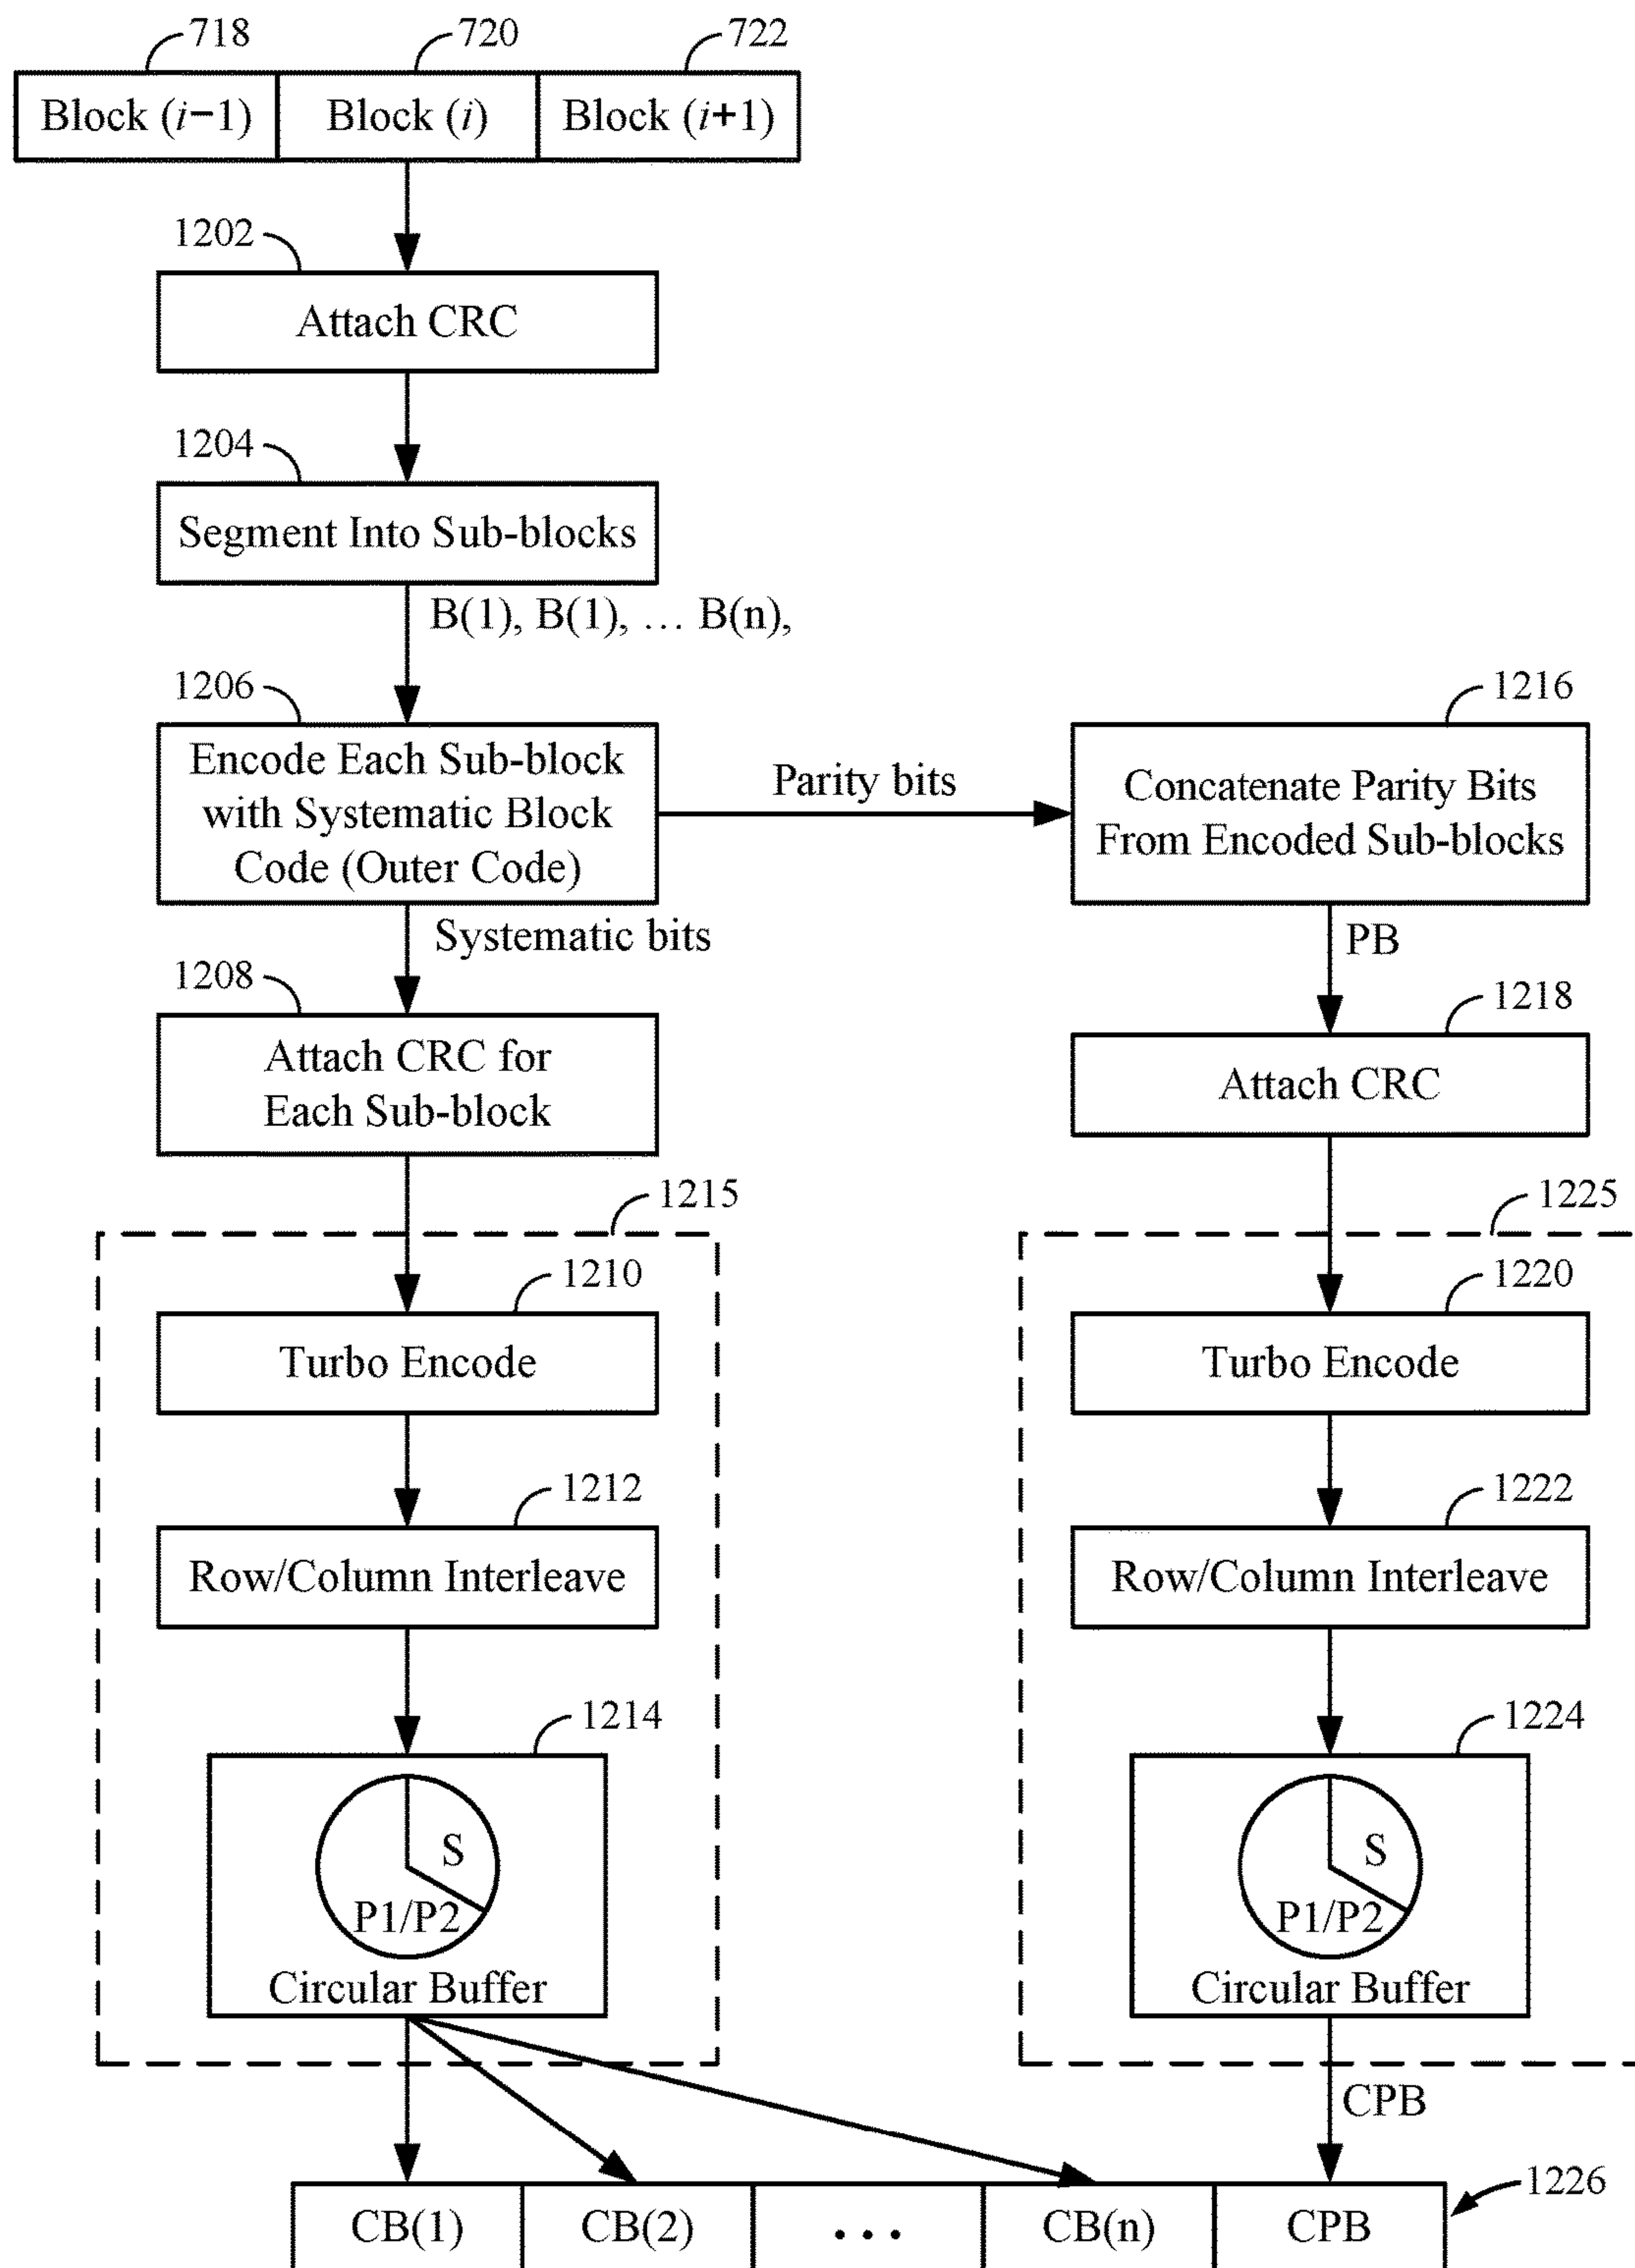 718
720
722
Block (i−1)
Block (i)
Block (i+1)
1202
Attach CRC
1204
Segment Into Sub-blocks
B(1), B(1), … B(n),
1206
Encode Each Sub-block
with Systematic Block
Code (Outer Code)
Parity bits
1216
Concatenate Parity Bits
From Encoded Sub-blocks
Systematic bits
PB
1208
Attach CRC for
Each Sub-block
1218
Attach CRC
1215
1225
1210
Turbo Encode
1220
Turbo Encode
1212
Row/Column Interleave
1222
Row/Column Interleave
1214
S
P1/P2
Circular Buffer
1224
S
P1/P2
Circular Buffer
CPB
1226
CB(1)
CB(2)
• • •
CB(n)
CPB